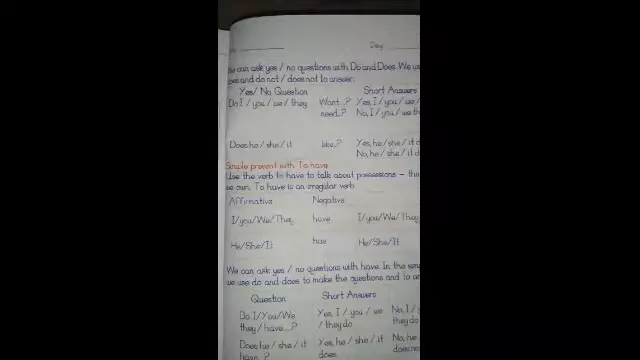 Day:
We can ask yes / no questions with Do and Does. We us
does and do not / does not to answer.
Yes/ No Question Short Answers
Do I / you / we / they Want...? Yes, I / you / we /
need..? No, I / you / we th
Does he / she / it like..? Yes, he / she / it d
No, he / she / it d
Simple present with To have
Use the verb to have to talk about possessions – thi
we own. To have is an irregular verb
Affirmative Negative
I/you/We/They have I/you/We/They
He/She/It has He/She/It
We can ask yes / no questions with have. In the sim
we use do and does to make the questions and to an
Question Short Answers
Do I/You/We Yes, I / you / we No, I /
they / have....? / they do they do
Does he / she / it Yes, he / she / it No, he
have...? does. does no